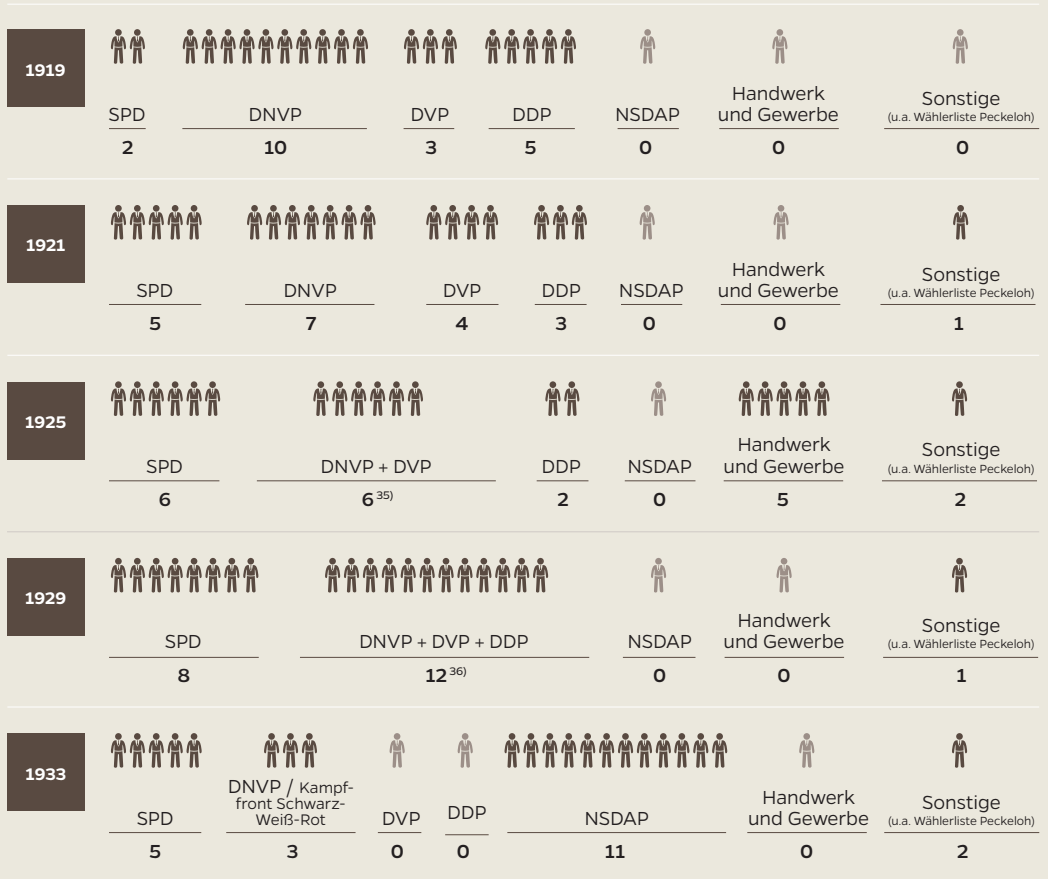 1919
SPD DNVP DVP DDP NSDAP Handwerk und Gewerbe Sonstige (u.a. Wählerliste Peckeloh)
2 10 3 5 0 0 0
1921
SPD DNVP DVP DDP NSDAP Handwerk und Gewerbe Sonstige (u.a. Wählerliste Peckeloh)
5 7 4 3 0 0 1
1925
SPD DNVP + DVP DDP NSDAP Handwerk und Gewerbe Sonstige (u.a. Wählerliste Peckeloh)
6 6 35) 2 0 5 2
1929
SPD DNVP + DVP + DDP NSDAP Handwerk und Gewerbe Sonstige (u.a. Wählerliste Peckeloh)
8 12 36) 0 0 1
1933
SPD DNVP / Kampf-front Schwarz-Weiß-Rot DVP DDP NSDAP Handwerk und Gewerbe Sonstige (u.a. Wählerliste Peckeloh)
5 3 0 0 11 0 2